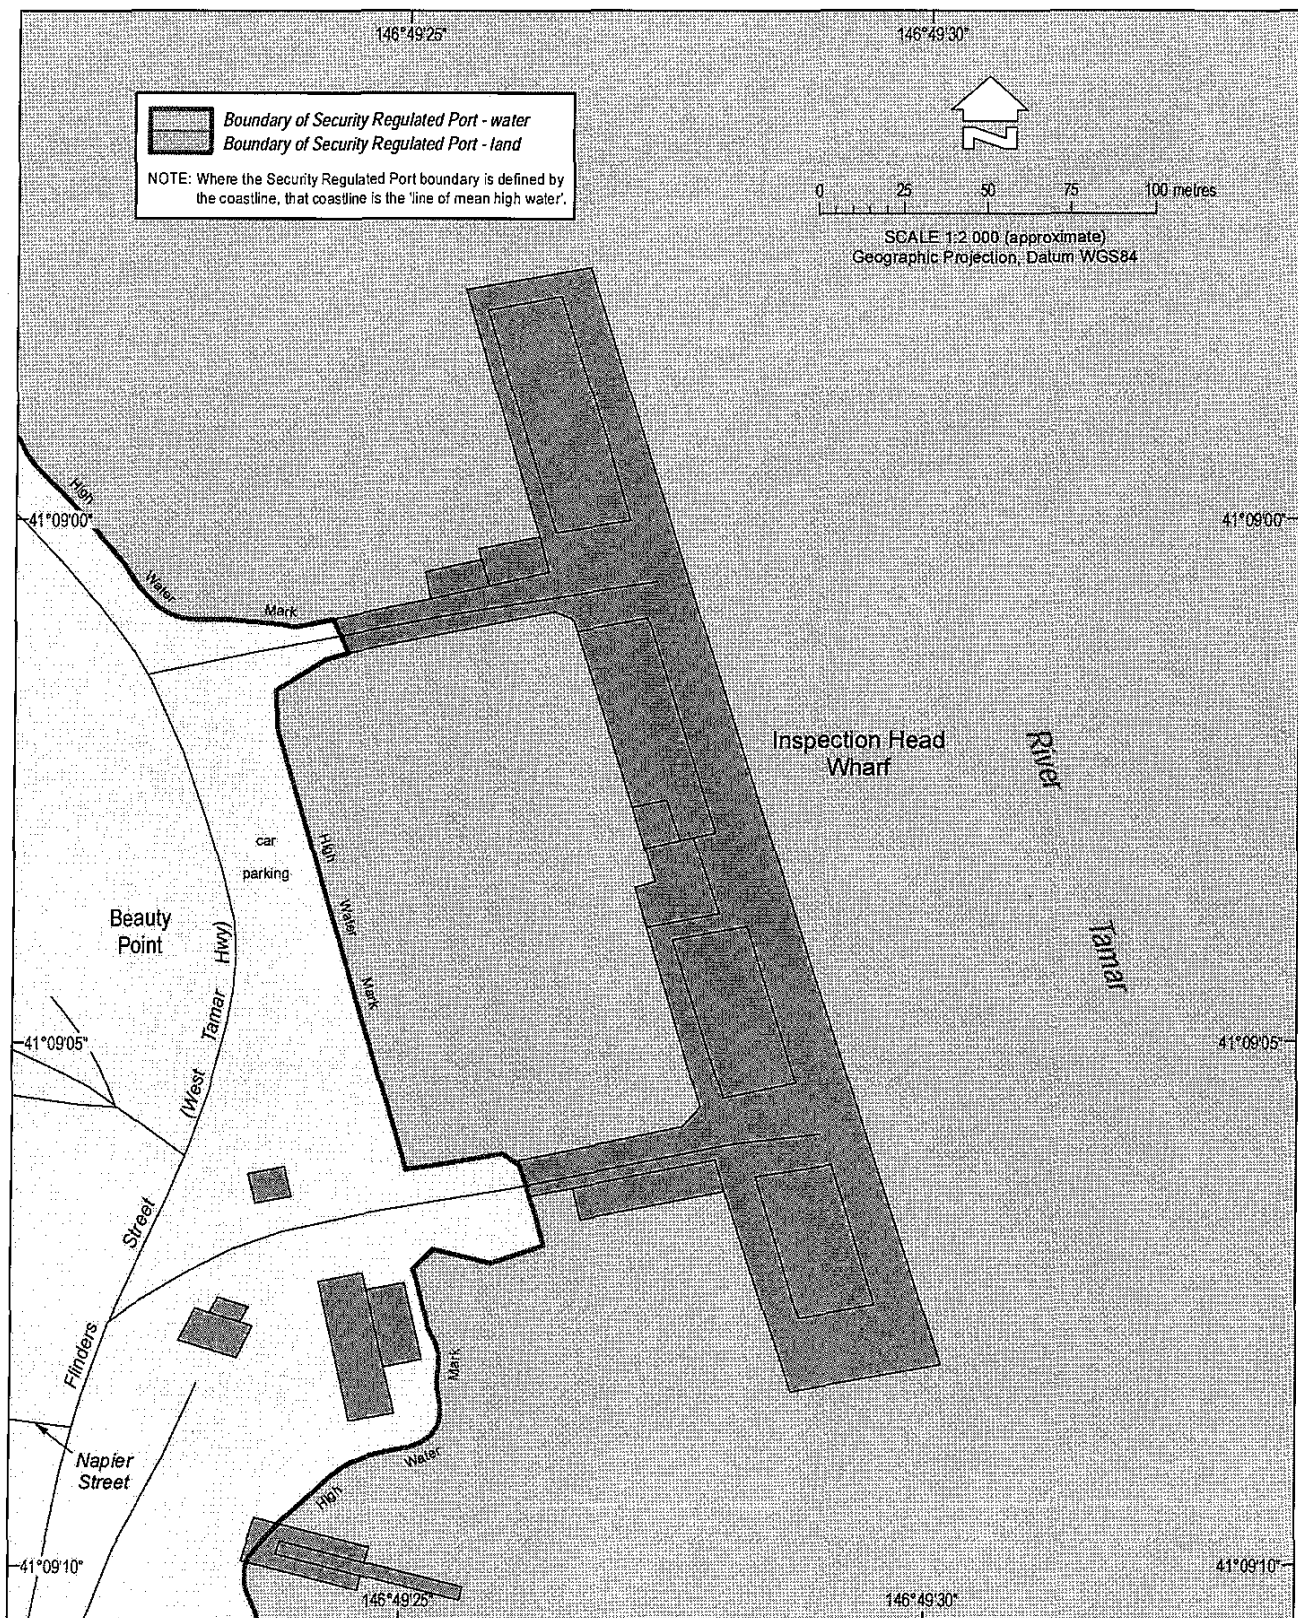 146°49'25"
146°49'30"
Boundary of Security Regulated Port - water
Boundary of Security Regulated Port - land
NOTE: Where the Security Regulated Port boundary is defined by
the coastline, that coastline is the 'line of mean high water'.
N
0 25 50 75 100 metres
SCALE 1:2 000 (approximate)
Geographic Projection, Datum WGS84
High
Water
Mark
41°09'00"
41°09'00"
Inspection Head
Wharf
River
Tamar
car
parking
High
Water
Mark
Beauty
Point
41°09'05"
41°09'05"
Flinders
Street
(West
Tamar
Hwy)
Napier
Street
High
Water
Mark
41°09'10"
41°09'10"
146°49'25"
146°49'30"